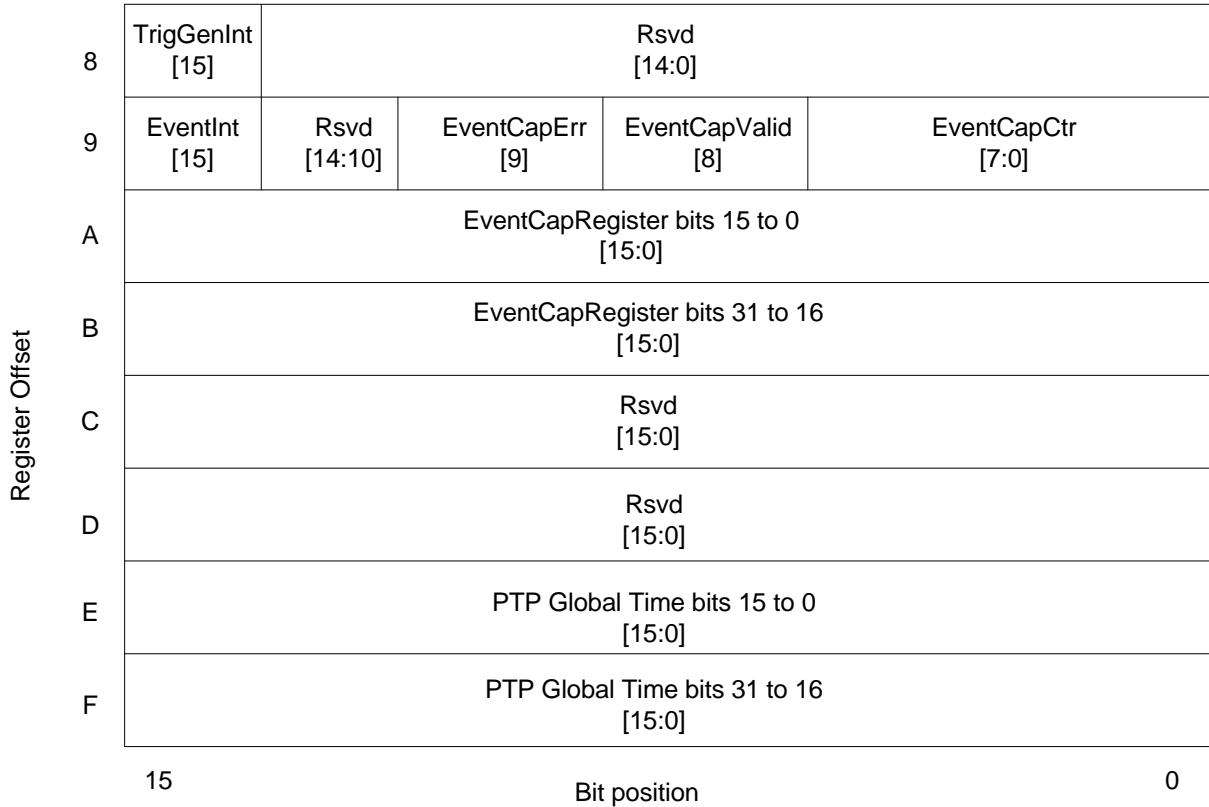 8
TrigGenInt
[15]
Rsvd
[14:0]
9
EventInt
[15]
Rsvd
[14:10]
EventCapErr
[9]
EventCapValid
[8]
EventCapCtr
[7:0]
A
EventCapRegister bits 15 to 0
[15:0]
B
EventCapRegister bits 31 to 16
[15:0]
Register Offset
C
Rsvd
[15:0]
D
Rsvd
[15:0]
E
PTP Global Time bits 15 to 0
[15:0]
F
PTP Global Time bits 31 to 16
[15:0]
15
Bit position
0